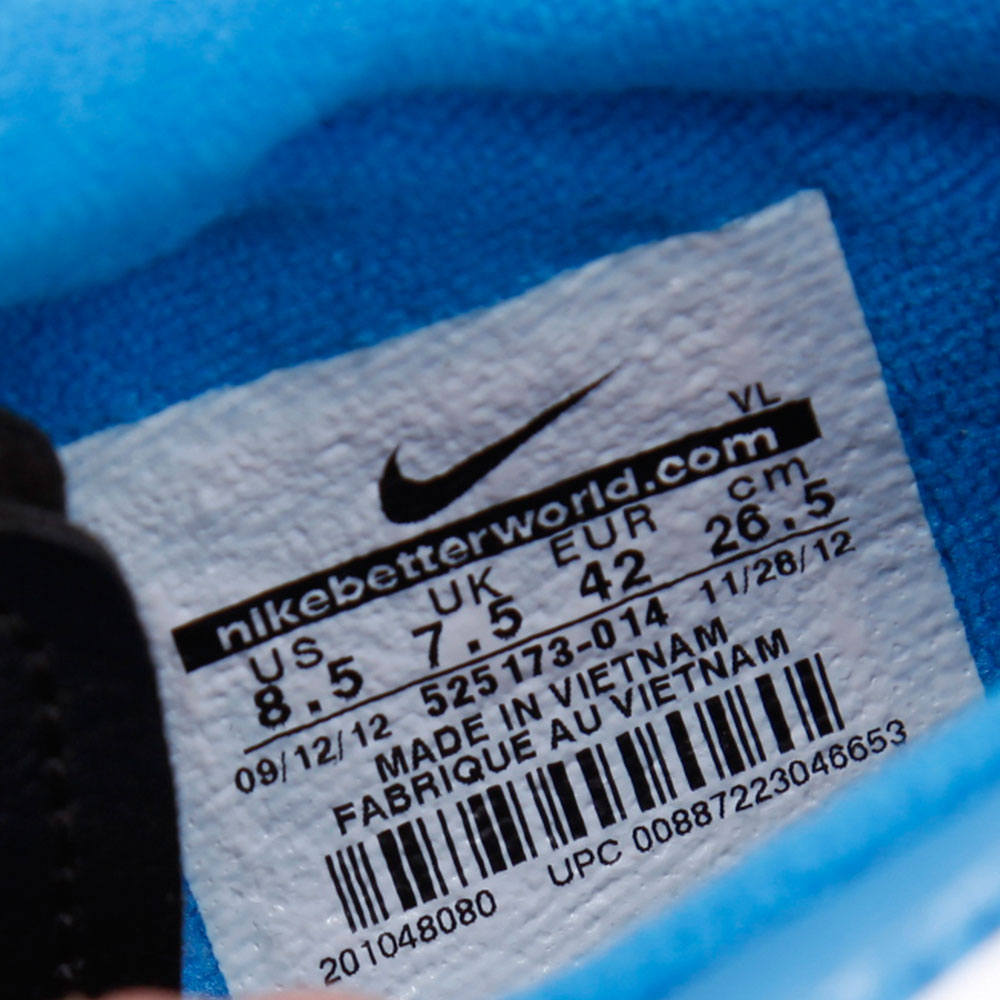 VL
nikebetterworld.com
US UK EUR cm
8.5 7.5 42 26.5
09/12/12 525173-014 11/28/12
MADE IN VIETNAM
FABRIQUE AU VIETNAM
201048080 UPC 00887223046653